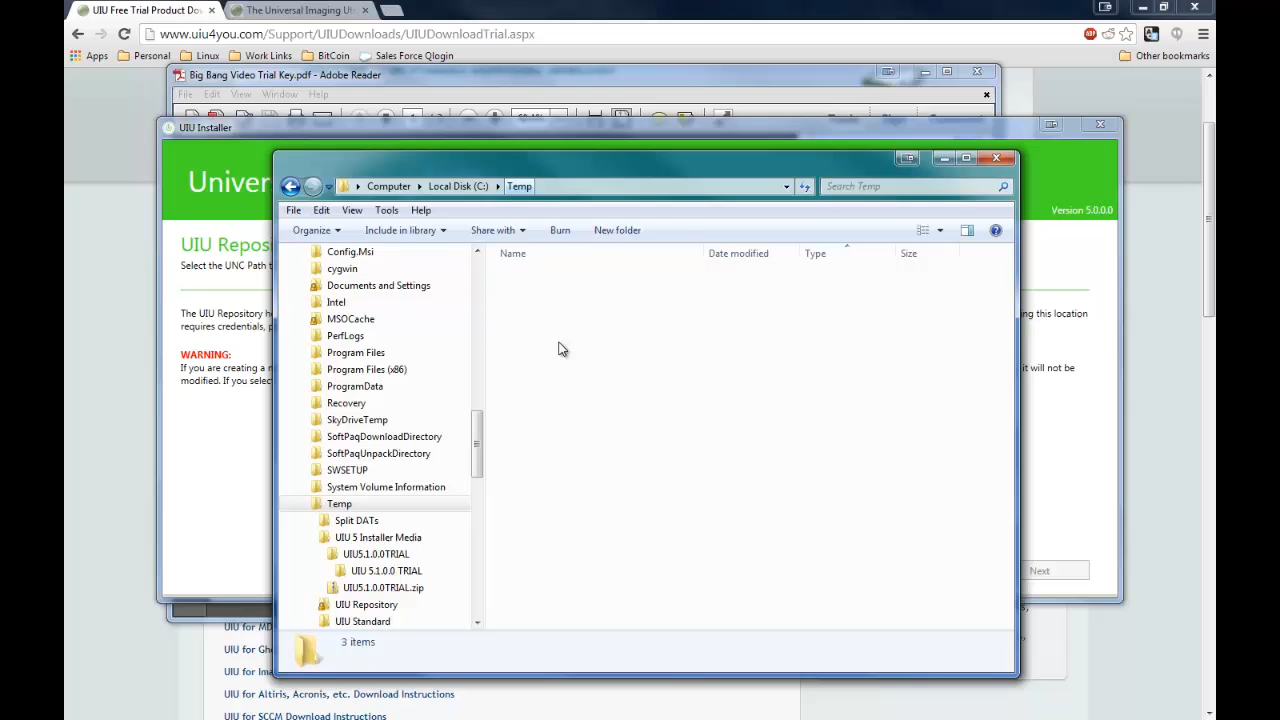 UIU Free Trial Product Do
The Universal Imaging Ut
www.uiu4you.com/Support/UIUDownloads/UIUDownloadTrial.aspx
Apps Personal Linux Work Links BitCoin Sales Force Qlogin Other bookmarks
Big Bang Video Trial Key.pdf - Adobe Reader
File Edit View Window Help
UIU Installer
Univer
Version 5.0.0.0
UIU Repos
Select the UNC Path t
The UIU Repository h
ng this location
requires credentials, p
WARNING:
If you are creating a n
it will not be
modified. If you selec
Next
Computer Local Disk (C:) Temp
Search Temp
File Edit View Tools Help
Organize Include in library Share with Burn New folder
Name Date modified Type Size
Config.Msi
cygwin
Documents and Settings
Intel
MSOCache
PerfLogs
Program Files
Program Files (x86)
ProgramData
Recovery
SkyDriveTemp
SoftPaqDownloadDirectory
SoftPaqUnpackDirectory
SWSETUP
System Volume Information
Temp
Split DATs
UIU 5 Installer Media
UIU5.1.0.0TRIAL
UIU 5.1.0.0 TRIAL
UIU5.1.0.0TRIAL.zip
UIU Repository
UIU Standard
3 items
UIU for MD
UIU for Gh
UIU for Ima
UIU for Altiris, Acronis, etc. Download Instructions
UIU for SCCM Download Instructions